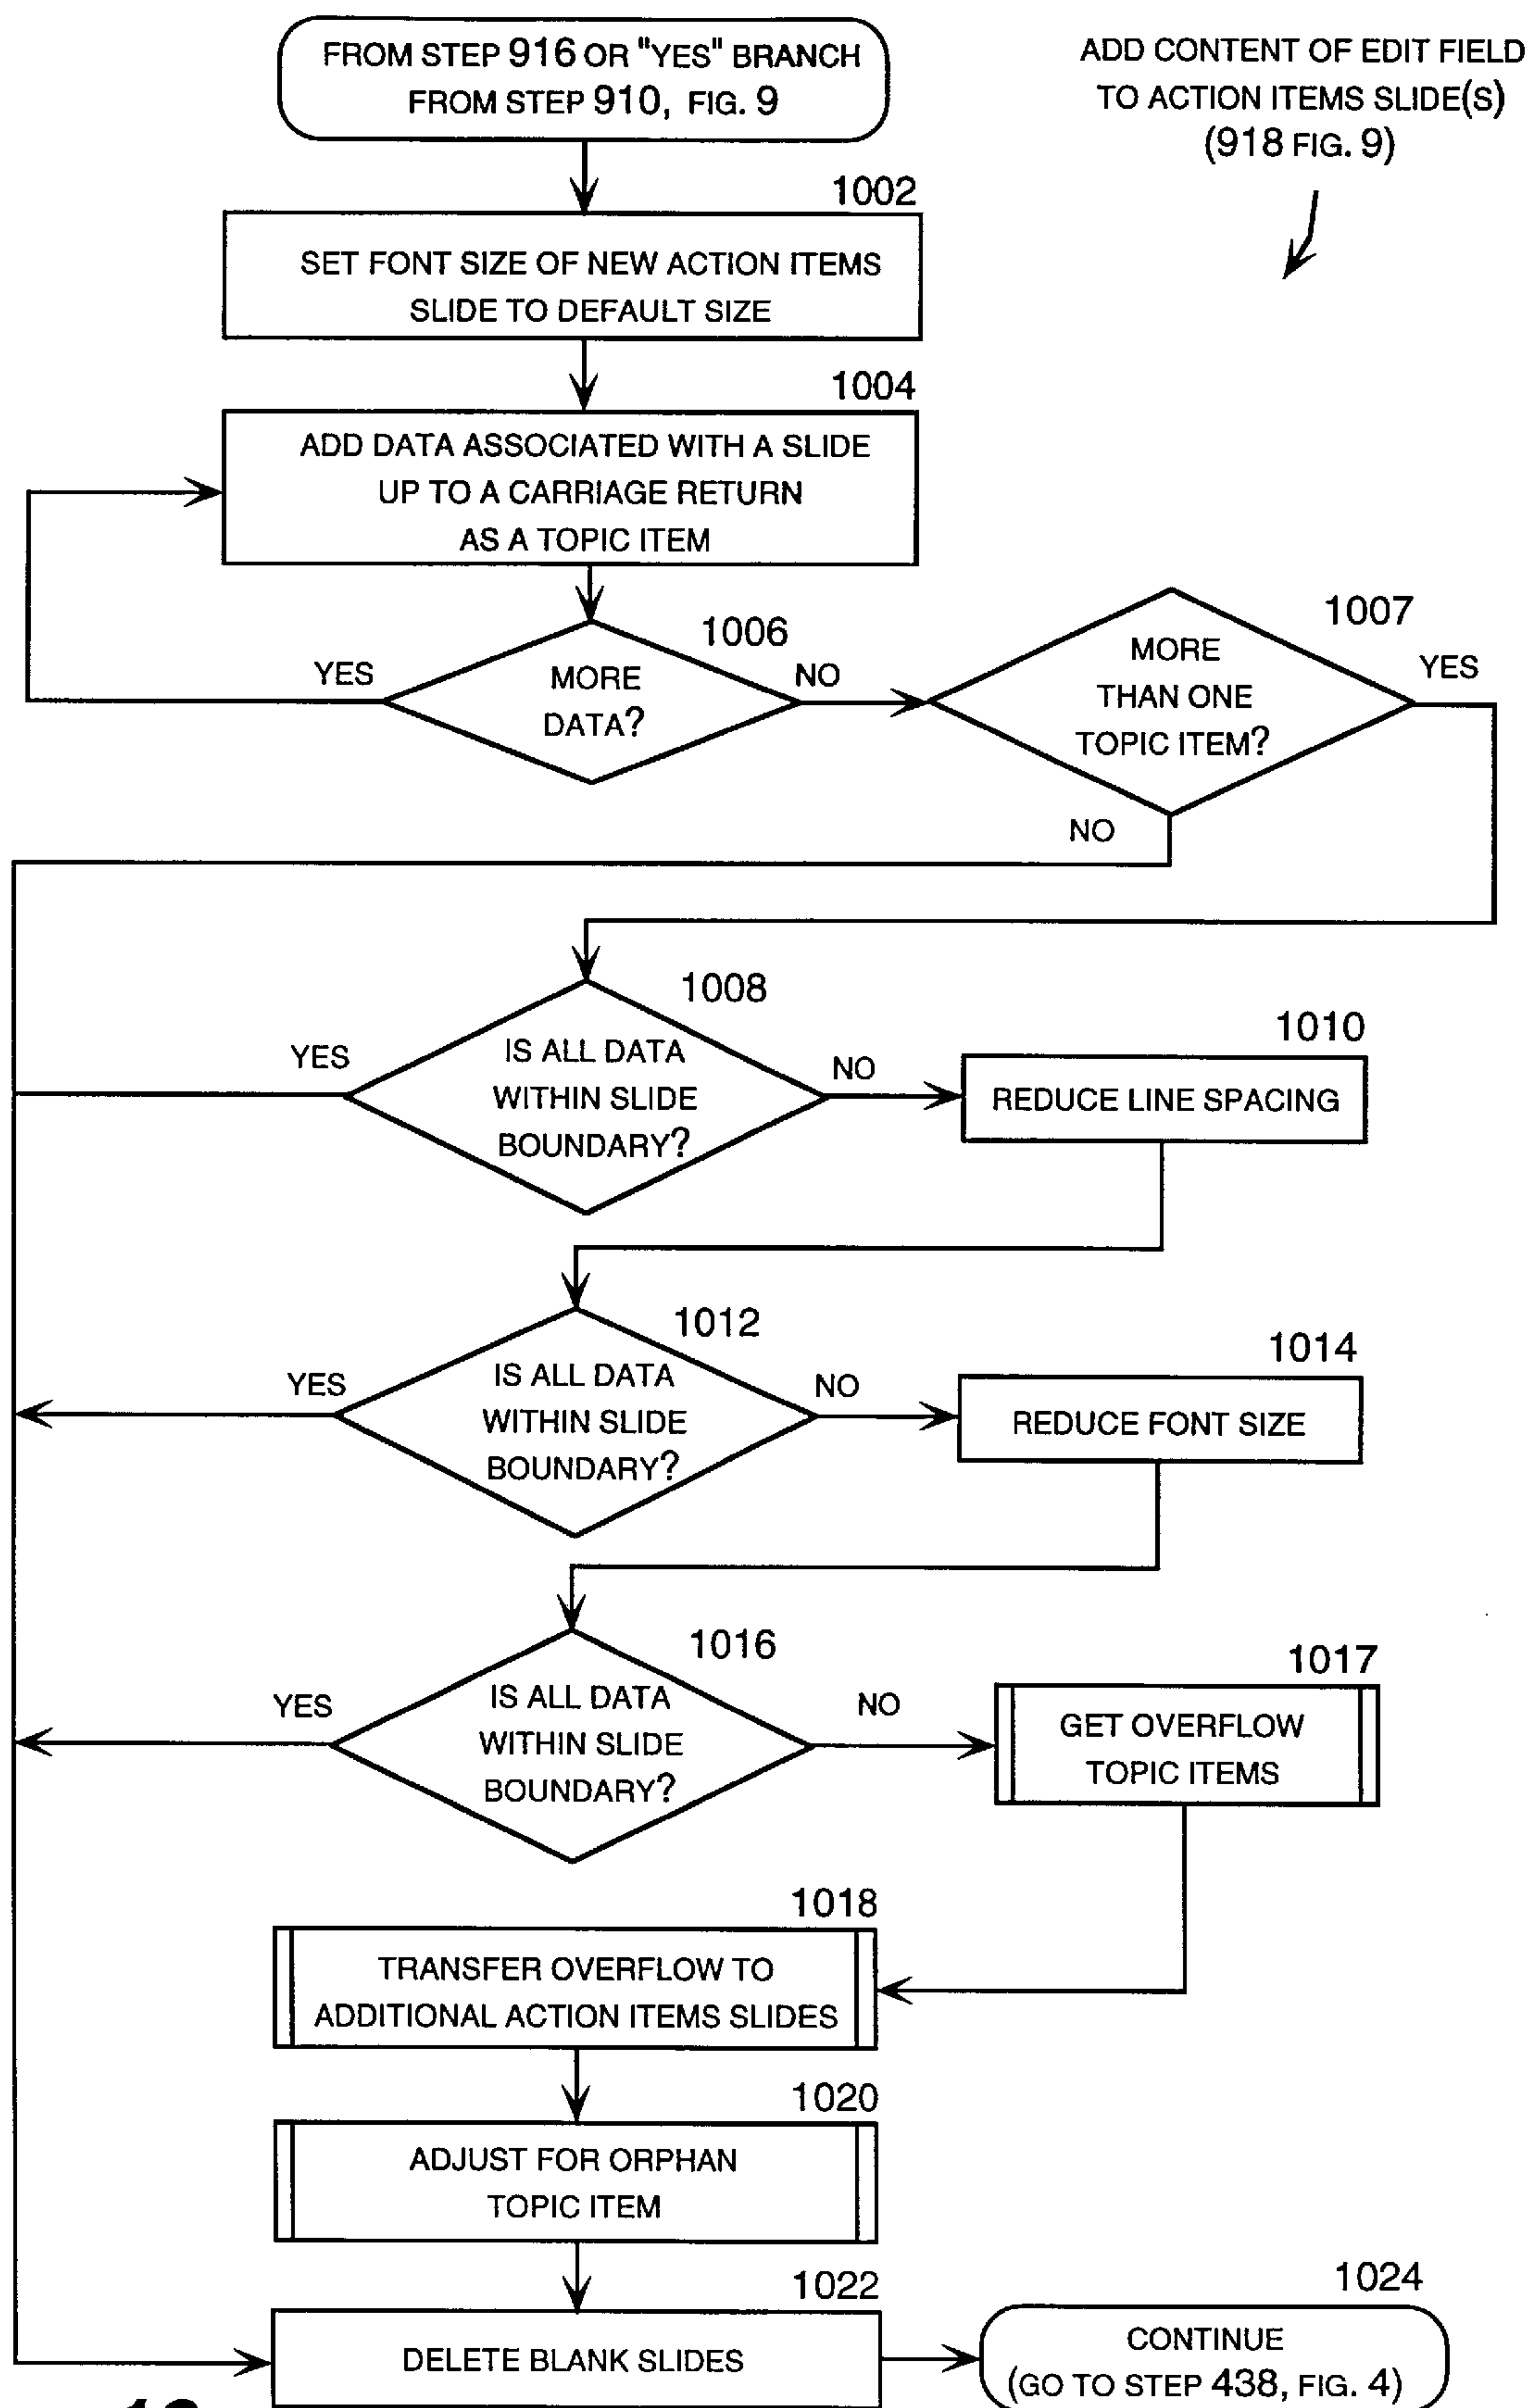 FROM STEP 916 OR "YES" BRANCH
FROM STEP 910, FIG. 9
ADD CONTENT OF EDIT FIELD
TO ACTION ITEMS SLIDE(S)
(918 FIG. 9)
1002
SET FONT SIZE OF NEW ACTION ITEMS
SLIDE TO DEFAULT SIZE
1004
ADD DATA ASSOCIATED WITH A SLIDE
UP TO A CARRIAGE RETURN
AS A TOPIC ITEM
1006
YES
MORE
DATA?
NO
1007
MORE
THAN ONE
TOPIC ITEM?
YES
NO
1008
YES
IS ALL DATA
WITHIN SLIDE
BOUNDARY?
NO
1010
REDUCE LINE SPACING
1012
YES
IS ALL DATA
WITHIN SLIDE
BOUNDARY?
NO
1014
REDUCE FONT SIZE
1016
YES
IS ALL DATA
WITHIN SLIDE
BOUNDARY?
NO
1017
GET OVERFLOW
TOPIC ITEMS
1018
TRANSFER OVERFLOW TO
ADDITIONAL ACTION ITEMS SLIDES
1020
ADJUST FOR ORPHAN
TOPIC ITEM
1022
DELETE BLANK SLIDES
1024
CONTINUE
(GO TO STEP 438, FIG. 4)